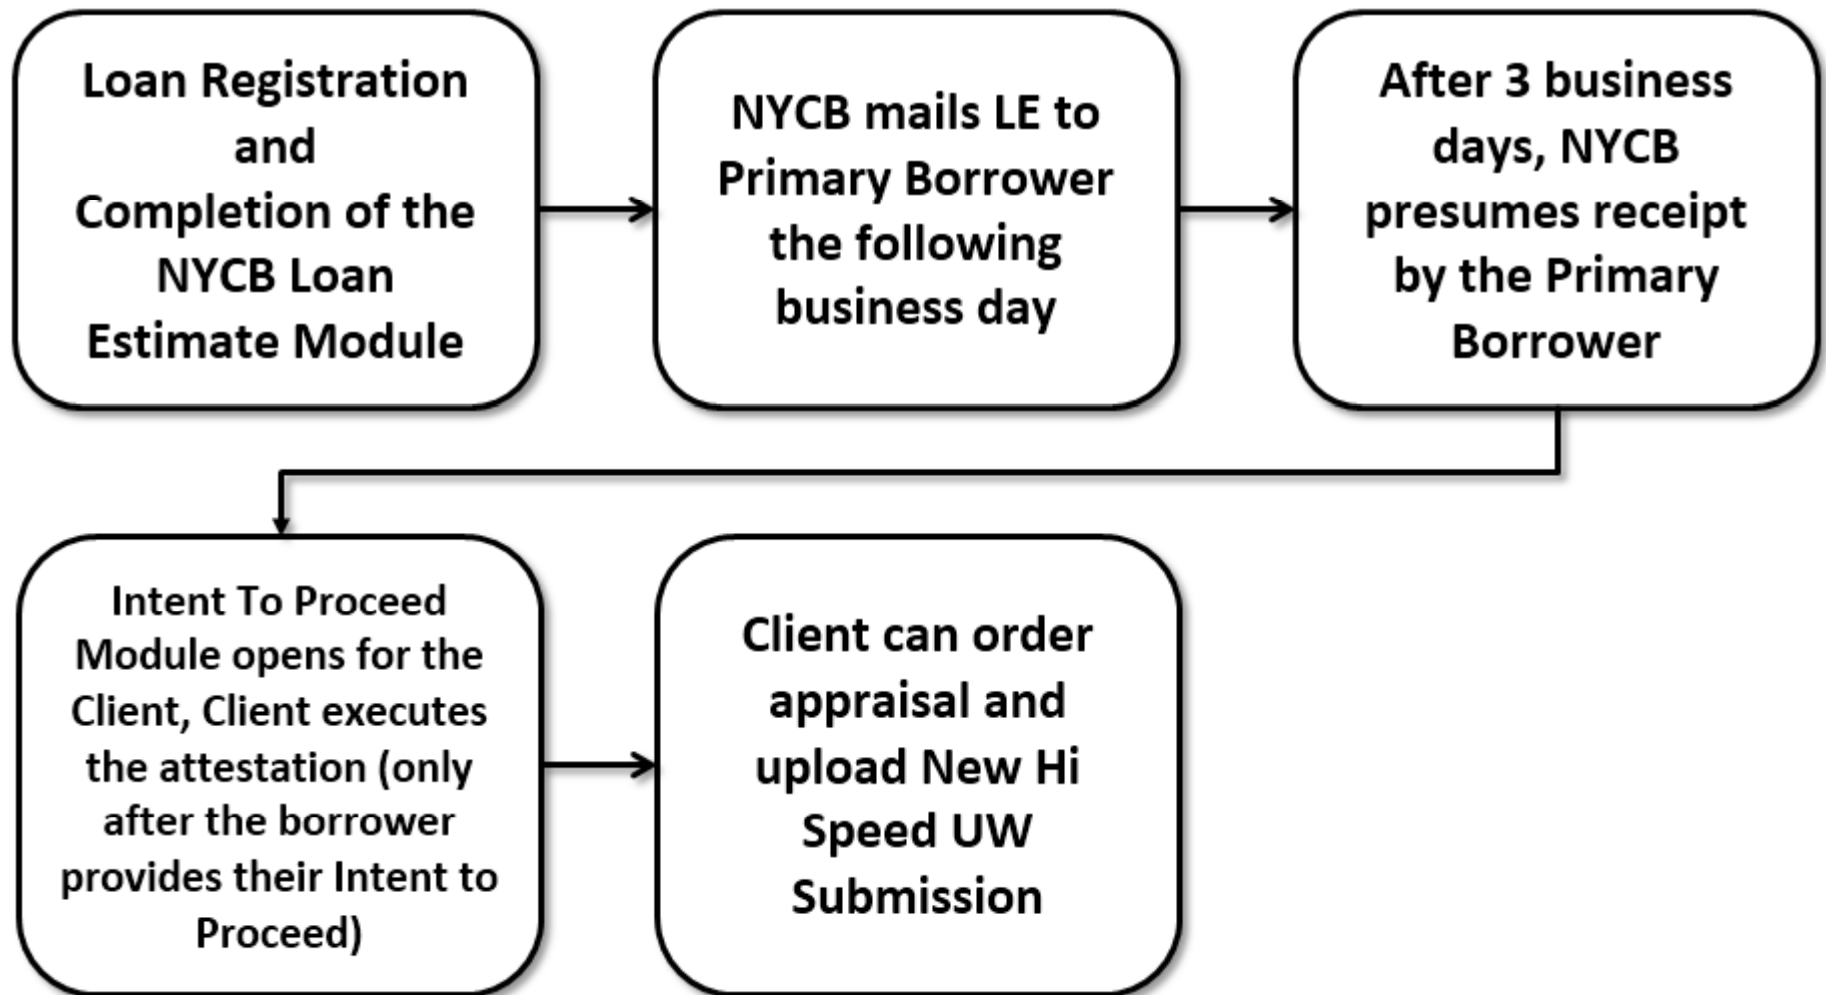 Loan Registration
and
Completion of the
NYCB Loan
Estimate Module
NYCB mails LE to
Primary Borrower
the following
business day
After 3 business
days, NYCB
presumes receipt
by the Primary
Borrower
Intent To Proceed
Module opens for the
Client, Client executes
the attestation (only
after the borrower
provides their Intent to
Proceed)
Client can order
appraisal and
upload New Hi
Speed UW
Submission